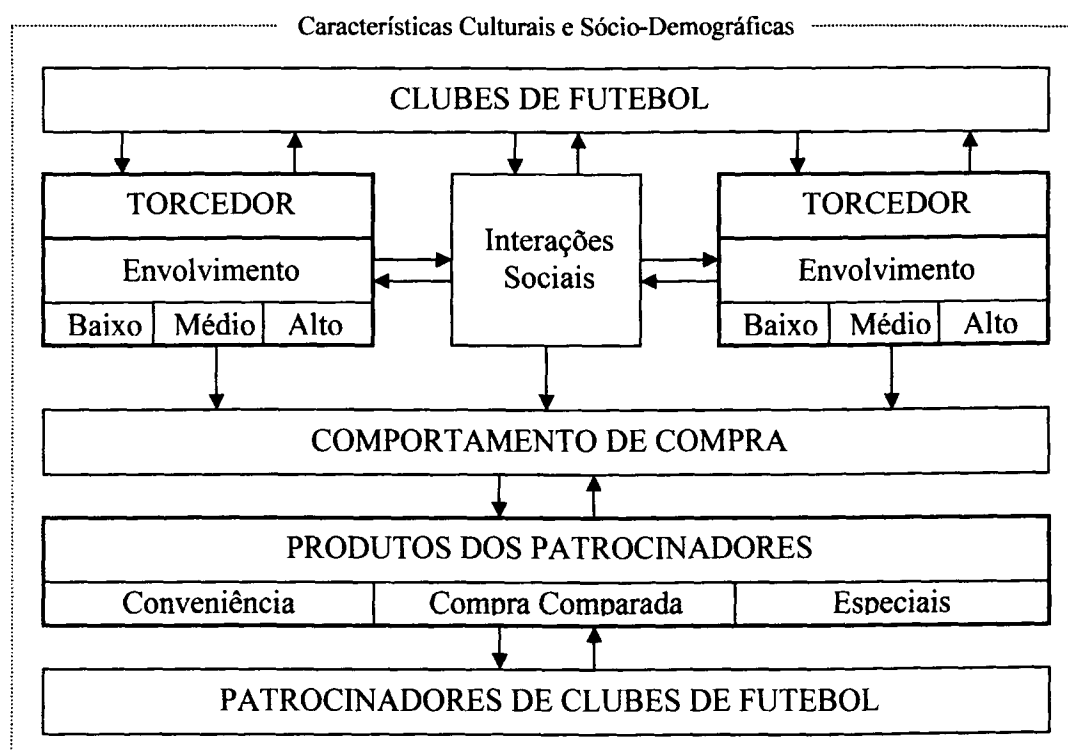 Características Culturais e Sócio-Demográficas
CLUBES DE FUTEBOL
TORCEDOR
Envolvimento
Baixo Médio Alto
Interações
Sociais
TORCEDOR
Envolvimento
Baixo Médio Alto
COMPORTAMENTO DE COMPRA
PRODUTOS DOS PATROCINADORES
Conveniência Compra Comparada Especiais
PATROCINADORES DE CLUBES DE FUTEBOL